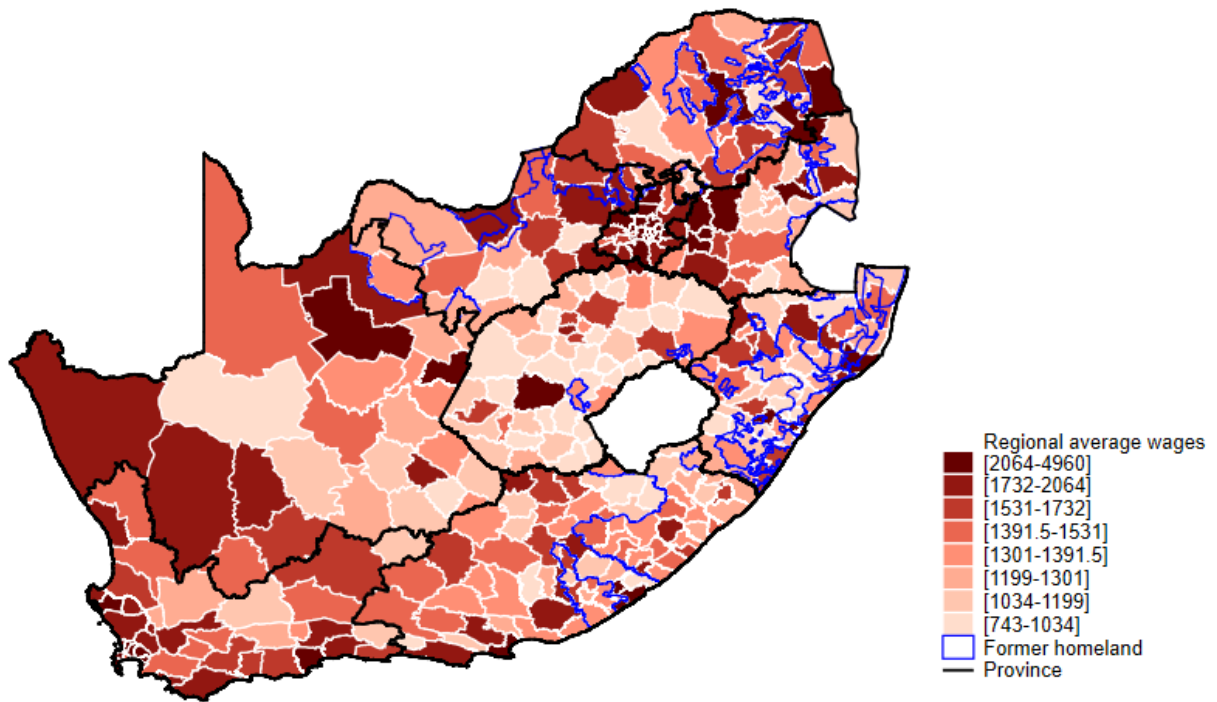 Regional average wages
[2064-4960]
[1732-2064]
[1531-1732]
[1391.5-1531]
[1301-1391.5]
[1199-1301]
[1034-1199]
[743-1034]
Former homeland
Province